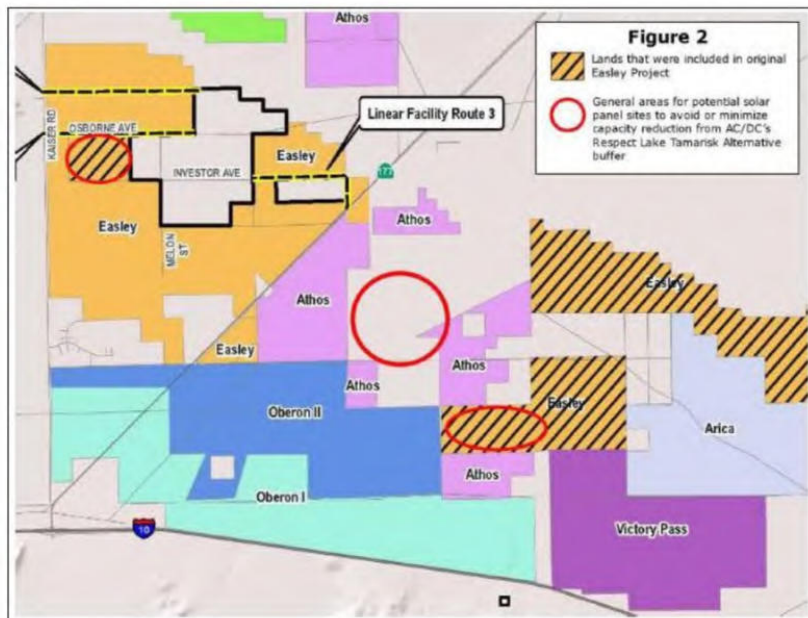 Athos
Figure 2
Lands that were included in original
Easley Project
General areas for potential solar
panel sites to avoid or minimize
capacity reduction from AC/DC's
Respect Lake Tamarisk Alternative
buffer
Linear Facility Route 3
KAISER RD
OSBORNE AVE
INVESTOR AVE
Easley
177
Athos
Easley
MELON
ST
Athos
Easley
Easley
Athos
Athos
Oberon II
Easley
Arica
Athos
Oberon I
10
Victory Pass